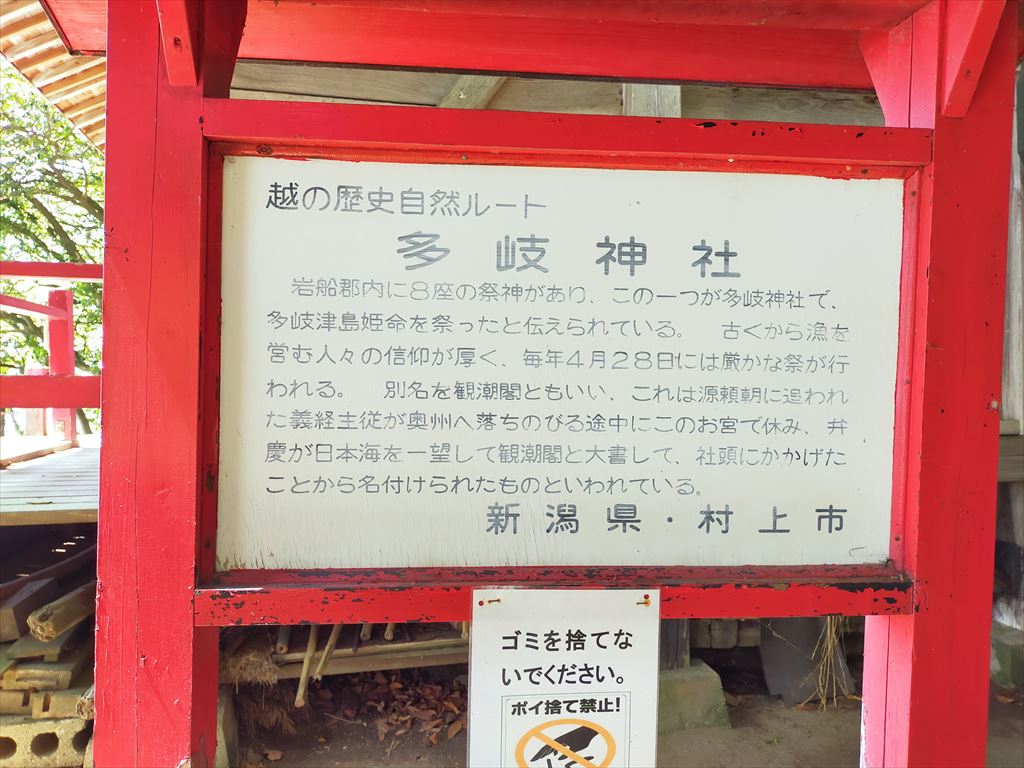 越の歴史自然ルート
多岐神社
岩船郡内に8座の祭神があり、この一つが多岐神社で、
多岐津島姫命を祭ったと伝えられている。　古くから漁を
営む人々の信仰が厚く、毎年4月28日には厳かな祭が行
われる。　別名を観潮閣ともいい、これは源頼朝に追われ
た義経主従が奥州へ落ちのびる途中にこのお宮で休み、弁
慶が日本海を一望して観潮閣と大書して、社頭にかかげた
ことから名付けられたものといわれている。
新潟県・村上市
ゴミを捨てな
いでください。
ポイ捨て禁止!